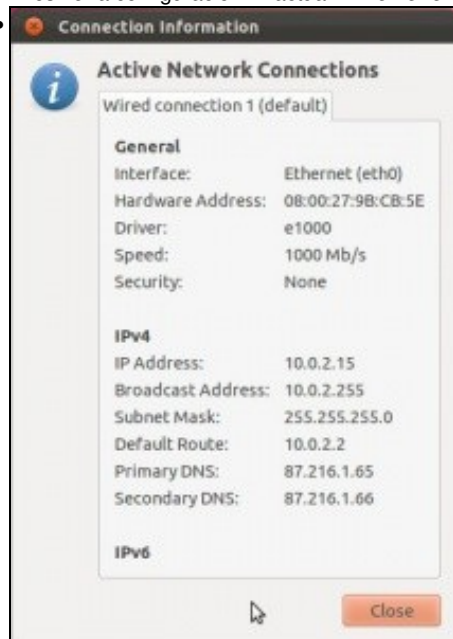 Connection Information
Active Network Connections
Wired connection 1 (default)
General
Interface: Ethernet (eth0)
Hardware Address: 08:00:27:9B:CB:5E
Driver: e1000
Speed: 1000 Mb/s
Security: None
IPv4
IP Address: 10.0.2.15
Broadcast Address: 10.0.2.255
Subnet Mask: 255.255.255.0
Default Route: 10.0.2.2
Primary DNS: 87.216.1.65
Secondary DNS: 87.216.1.66
IPv6
Close